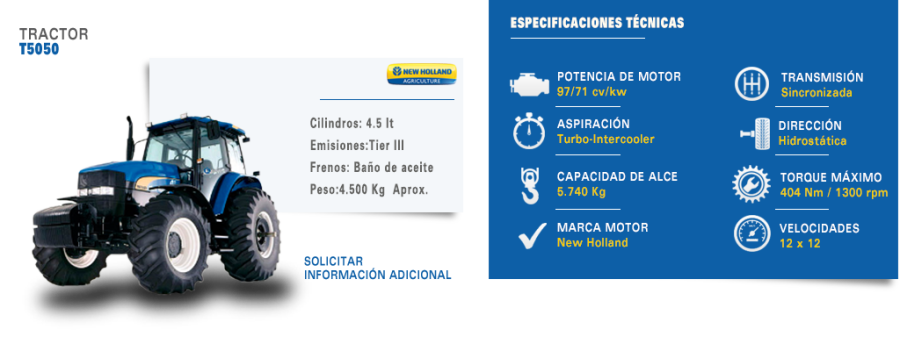 TRACTOR
T5050
NEW HOLLAND
AGRICULTURE
Cilindros: 4.5 lt
Emisiones:Tier III
Frenos: Baño de aceite
Peso:4.500 Kg Aprox.
SOLICITAR
INFORMACIÓN ADICIONAL
ESPECIFICACIONES TÉCNICAS
POTENCIA DE MOTOR
97/71 cv/kw
ASPIRACIÓN
Turbo-Intercooler
CAPACIDAD DE ALCE
5.740 Kg
MARCA MOTOR
New Holland
TRANSMISIÓN
Sincronizada
DIRECCIÓN
Hidrostática
TORQUE MÁXIMO
404 Nm / 1300 rpm
VELOCIDADES
12 x 12